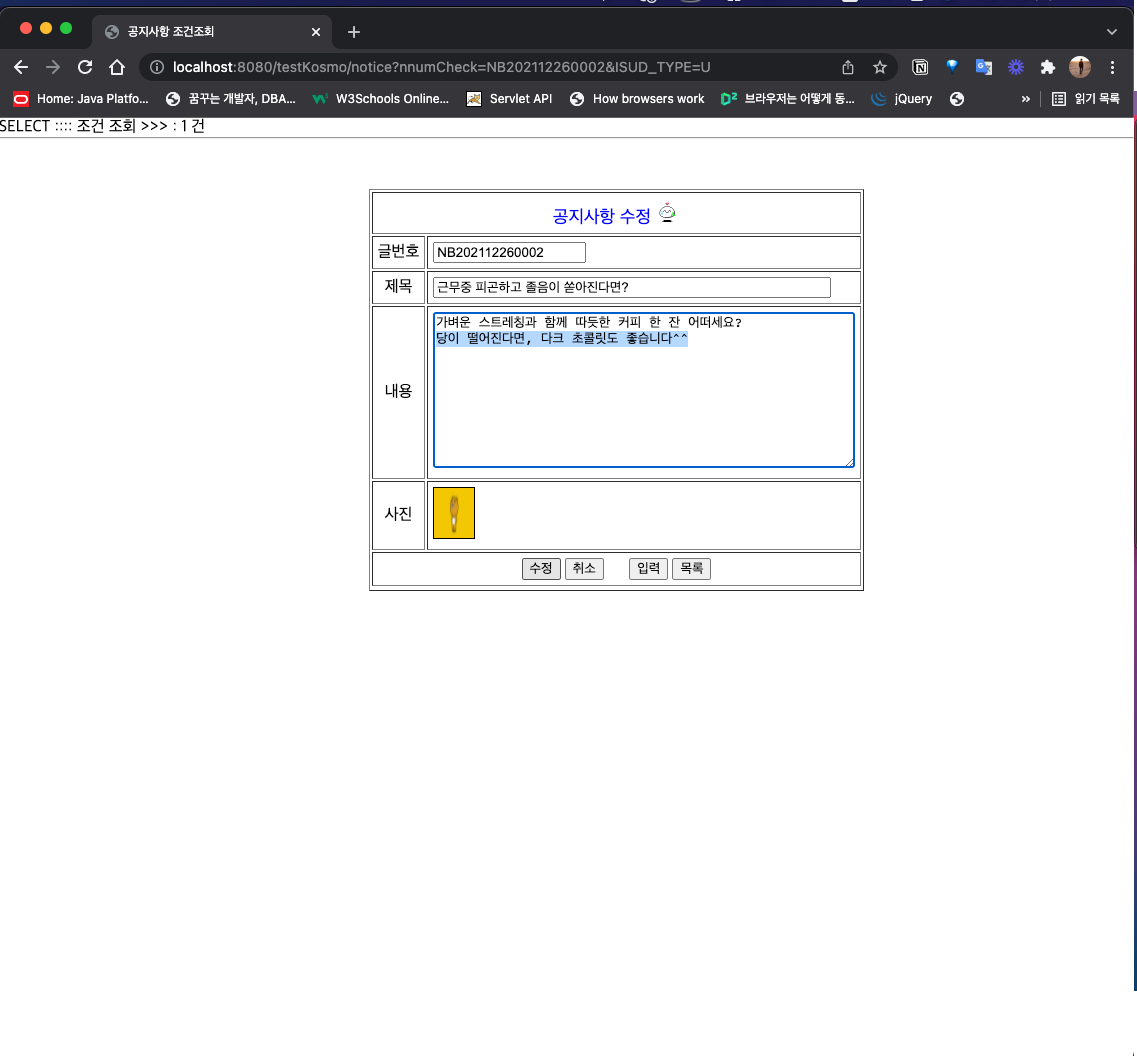 공지사항 조건조회
localhost:8080/testKosmo/notice?nnumCheck=NB202112260002&ISUD_TYPE=U
Home: Java Platfo... 꿈꾸는 개발자, DBA... W3Schools Online... Servlet API How browsers work 브라우저는 어떻게 동... jQuery » 읽기 목록
SELECT :::: 조건 조회 >>> : 1 건
공지사항 수정
글번호 NB202112260002
제목 근무중 피곤하고 졸음이 쏟아진다면?
내용 가벼운 스트레칭과 함께 따듯한 커피 한 잔 어떠세요?
당이 떨어진다면, 다크 초콜릿도 좋습니다^^
사진
수정 취소 입력 목록